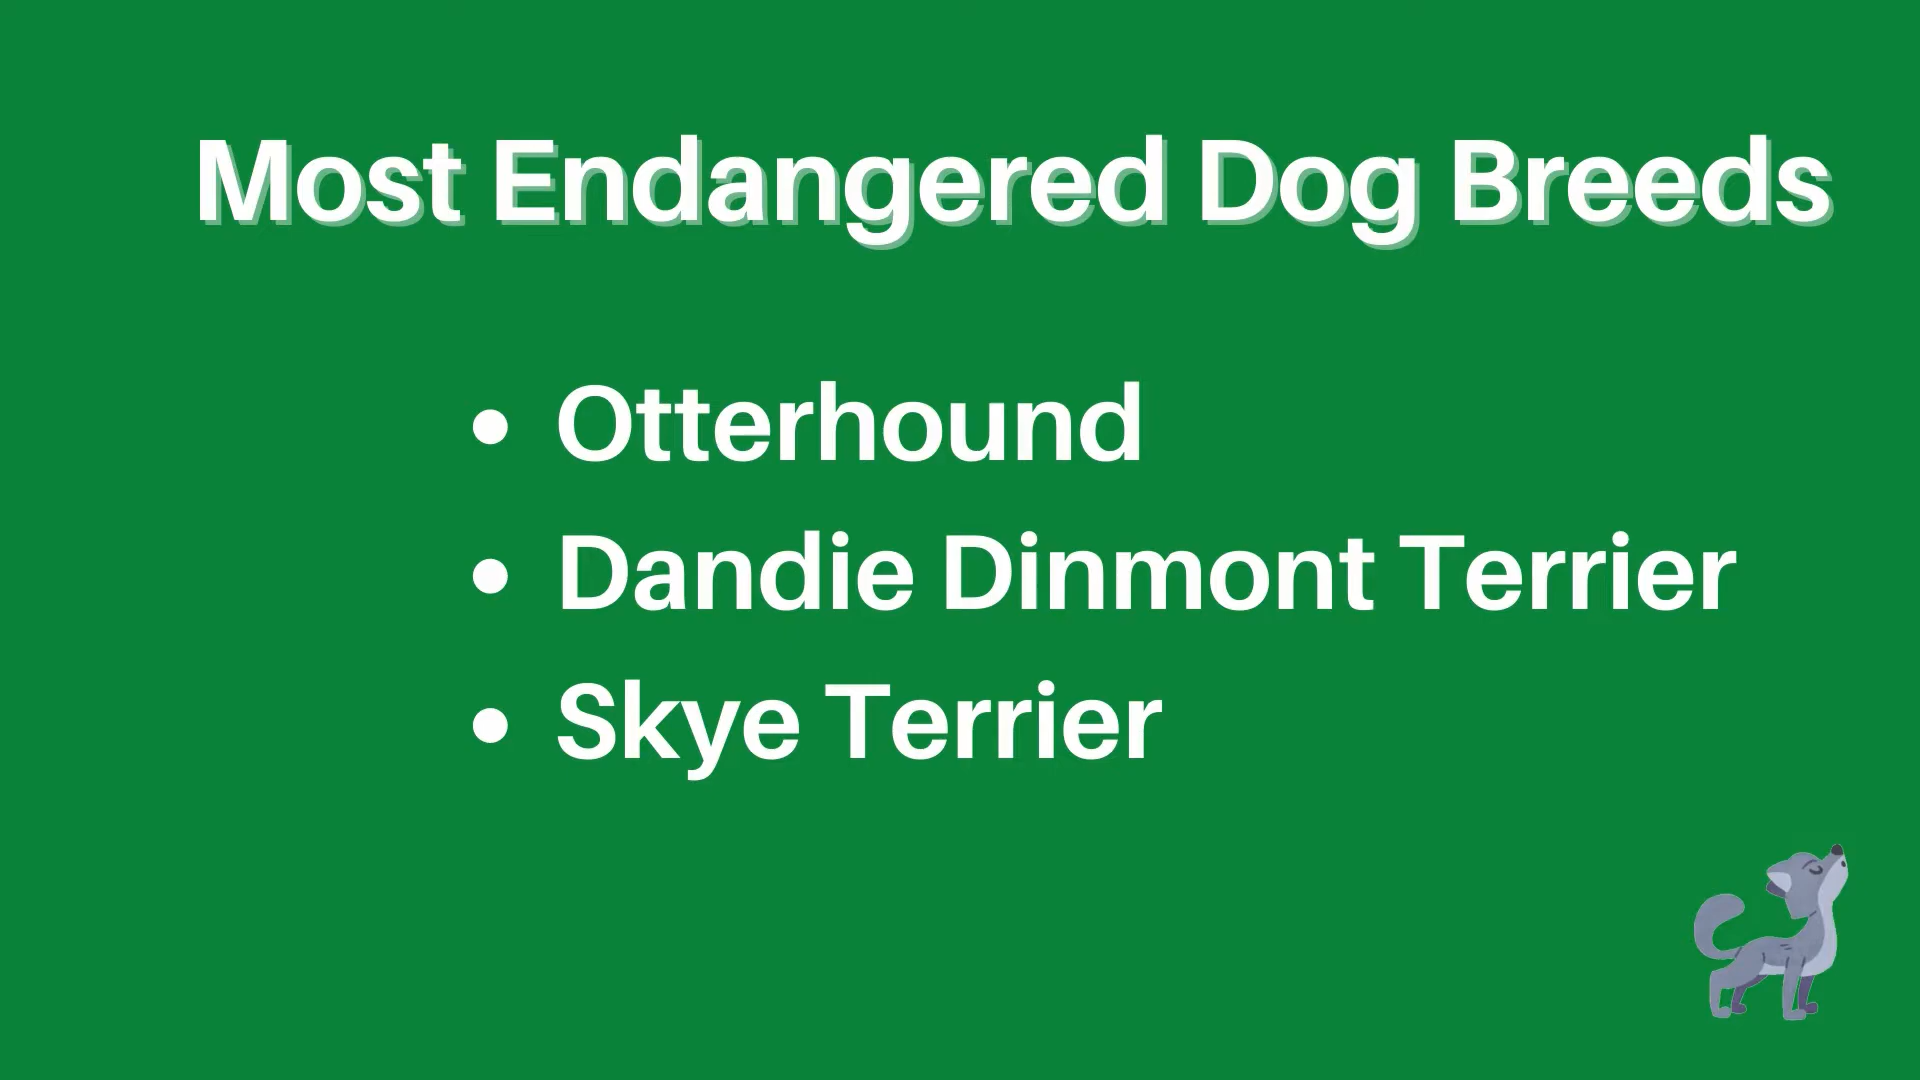 Most Endangered Dog Breeds
• Otterhound
• Dandie Dinmont Terrier
• Skye Terrier